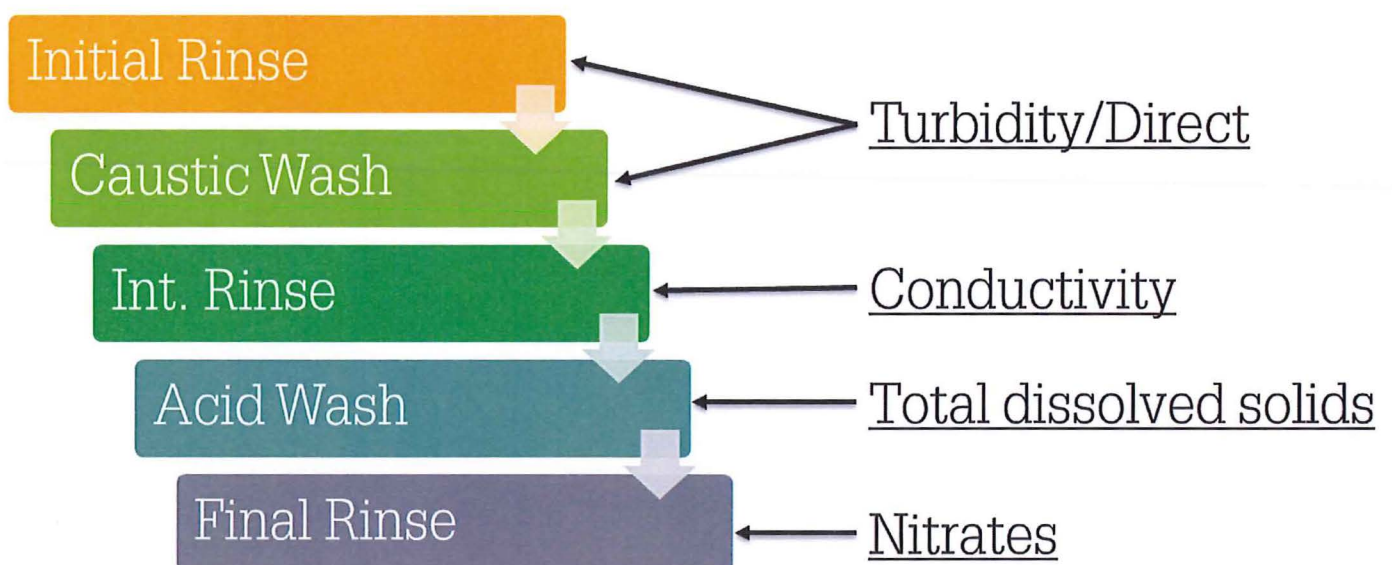 Initial Rinse
Caustic Wash
Int. Rinse
Acid Wash
Final Rinse
Turbidity/Direct
Conductivity
Total dissolved solids
Nitrates